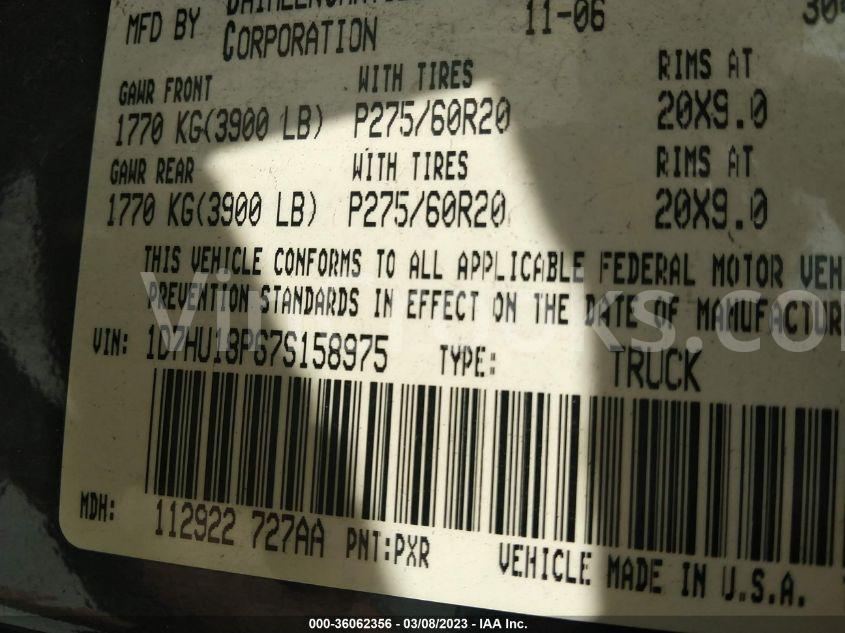 MFD BY CORPORATION 11-06
GAWR FRONT WITH TIRES RIMS AT
1770 KG(3900 LB) P275/60R20 20X9.0
GAWR REAR WITH TIRES RIMS AT
1770 KG(3900 LB) P275/60R20 20X9.0
THIS VEHICLE CONFORMS TO ALL APPLICABLE FEDERAL MOTOR VEH
PREVENTION STANDARDS IN EFFECT ON THE DATE OF MANUFACTUR
VIN: 1D7HU18P67S158975 TYPE: TRUCK
MDH: 112922 727AA PNT:PXR VEHICLE MADE IN U.S.A.
000-36062356 — 03/08/2023 — IAA Inc.